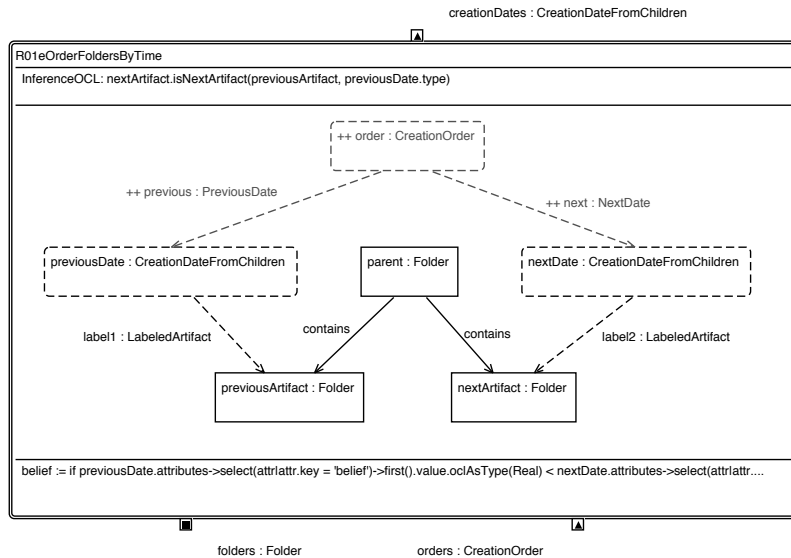 creationDates : CreationDateFromChildren
R01eOrderFoldersByTime
InferenceOCL: nextArtifact.isNextArtifact(previousArtifact, previousDate.type)
++ order : CreationOrder
++ previous : PreviousDate
++ next : NextDate
previousDate : CreationDateFromChildren
parent : Folder
nextDate : CreationDateFromChildren
label1 : LabeledArtifact
contains
contains
label2 : LabeledArtifact
previousArtifact : Folder
nextArtifact : Folder
belief := if previousDate.attributes->select(attr|attr.key = 'belief')->first().value.oclAsType(Real) < nextDate.attributes->select(attr|attr....
folders : Folder
orders : CreationOrder